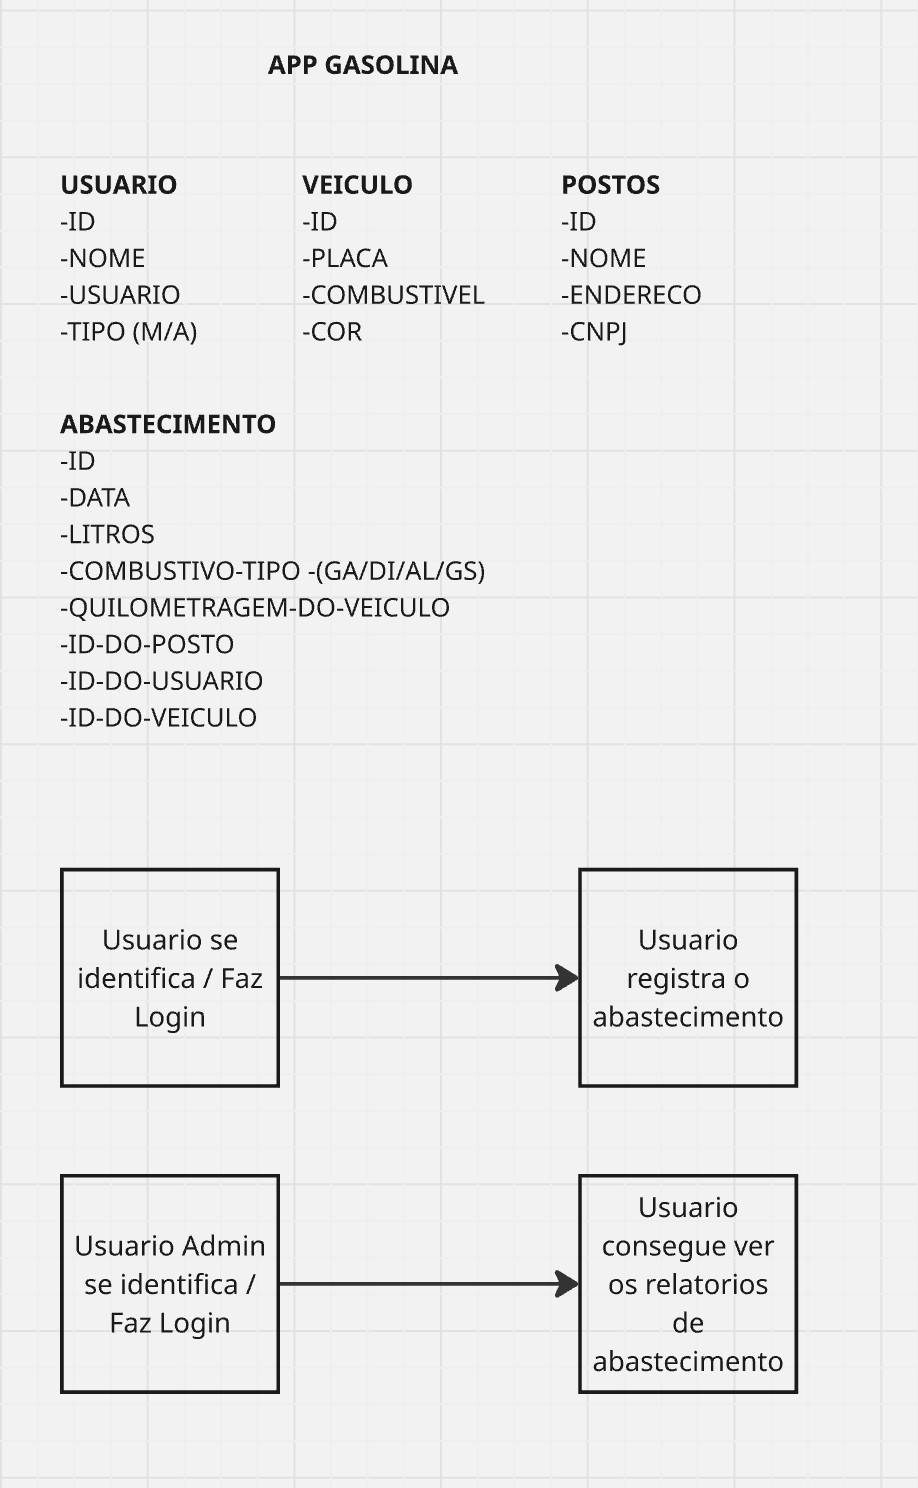 APP GASOLINA
USUARIO
-ID
-NOME
-USUARIO
-TIPO (M/A)
VEICULO
-ID
-PLACA
-COMBUSTIVEL
-COR
POSTOS
-ID
-NOME
-ENDERECO
-CNPJ
ABASTECIMENTO
-ID
-DATA
-LITROS
-COMBUSTIVO-TIPO -(GA/DI/AL/GS)
-QUILOMETRAGEM-DO-VEICULO
-ID-DO-POSTO
-ID-DO-USUARIO
-ID-DO-VEICULO
Usuario se
identifica / Faz
Login
Usuario
registra o
abastecimento
Usuario Admin
se identifica /
Faz Login
Usuario
consegue ver
os relatorios
de
abastecimento